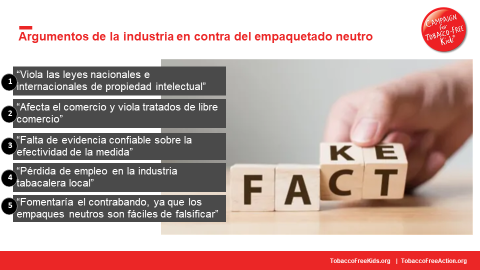 Argumentos de la industria en contra del empaquetado neutro
CAMPAIGN
for
TOBACCO-FREE
Kids
1
“Viola las leyes nacionales e
internacionales de propiedad intelectual”
2
“Afecta el comercio y viola tratados de libre
comercio”
3
“Falta de evidencia confiable sobre la
efectividad de la medida”
4
“Pérdida de empleo en la industria
tabacalera local”
5
“Fomentaría el contrabando, ya que los
empaques neutros son fáciles de falsificar”
KE
FACT
TobaccoFreeKids.org | TobaccoFreeAction.org